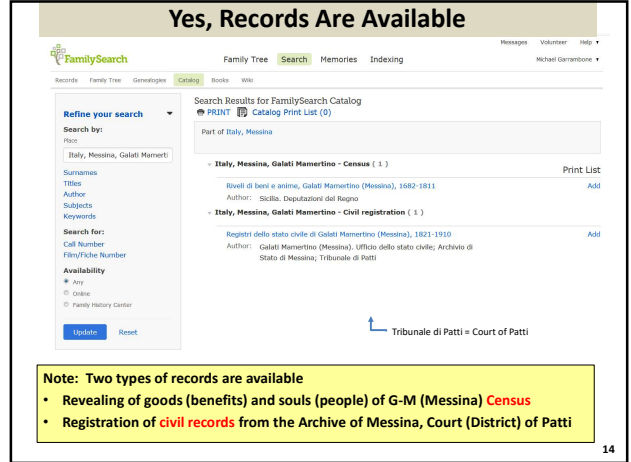 Yes, Records Are Available
Messages Volunteer Help ▾
FamilySearch Family Tree Search Memories Indexing Michael Garrambone ▾
Records Family Tree Genealogies Catalog Books Wiki
Search Results for FamilySearch Catalog
PRINT Catalog Print List (0)
Part of Italy, Messina
Refine your search
Search by:
Place
Italy, Messina, Galati Mamerti
Surnames
Titles
Author
Subjects
Keywords
Search for:
Call Number
Film/Fiche Number
Availability
Any
Online
Family History Center
Update Reset
Italy, Messina, Galati Mamertino - Census ( 1 )
Print List
Riveli di beni e anime, Galati Mamertino (Messina), 1682-1811 Add
Author: Sicilia. Deputazioni del Regno
Italy, Messina, Galati Mamertino - Civil registration ( 1 )
Registri dello stato civile di Galati Mamertino (Messina), 1821-1910 Add
Author: Galati Mamertino (Messina). Ufficio dello stato civile; Archivio di
Stato di Messina; Tribunale di Patti
Tribunale di Patti = Court of Patti
Note: Two types of records are available
• Revealing of goods (benefits) and souls (people) of G-M (Messina) Census
• Registration of civil records from the Archive of Messina, Court (District) of Patti
14